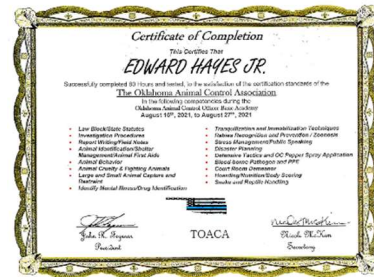 Certificate of Completion
This Certifies That
EDWARD HAYES JR.
Successfully completed 80 Hours and tested, to the satisfaction of the certification standards of the
The Oklahoma Animal Control Association
In the following competencies during the
Oklahoma Animal Control Officer Basic Academy
August 10th, 2021, to August 27th, 2021
Law Block/State Statutes
Investigation Procedures
Report Writing/Field Notes
Animal Identification/Shelter
Management/Animal First Aide
Animal Behavior
Animal Cruelty & Fighting Animals
Large and Small Animal Capture and
Restraint
Identify Mental Illness/Drug Identification
Tranquilization and Immobilization Techniques
Rabies Recognition and Prevention / Zoonosis
Stress Management/Public Speaking
Disaster Planning
Defensive Tactics and OC Pepper Spray Application
Blood borne Pathogen and PPE
Court Room Demeanor
Hoarding/Nutrition/Body Scoring
Snake and Reptile Handling
President
TOACA
Secretary